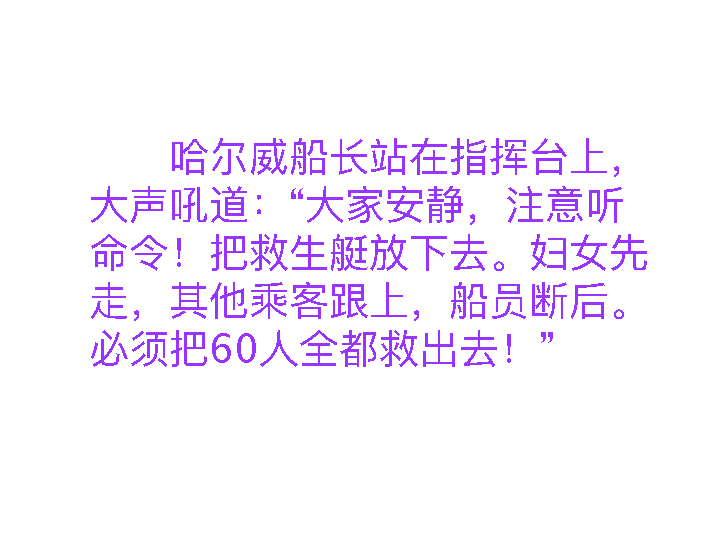 哈尔威船长站在指挥台上，
大声吼道：“大家安静，注意听
命令！把救生艇放下去。妇女先
走，其他乘客跟上，船员断后。
必须把60人全都救出去！”